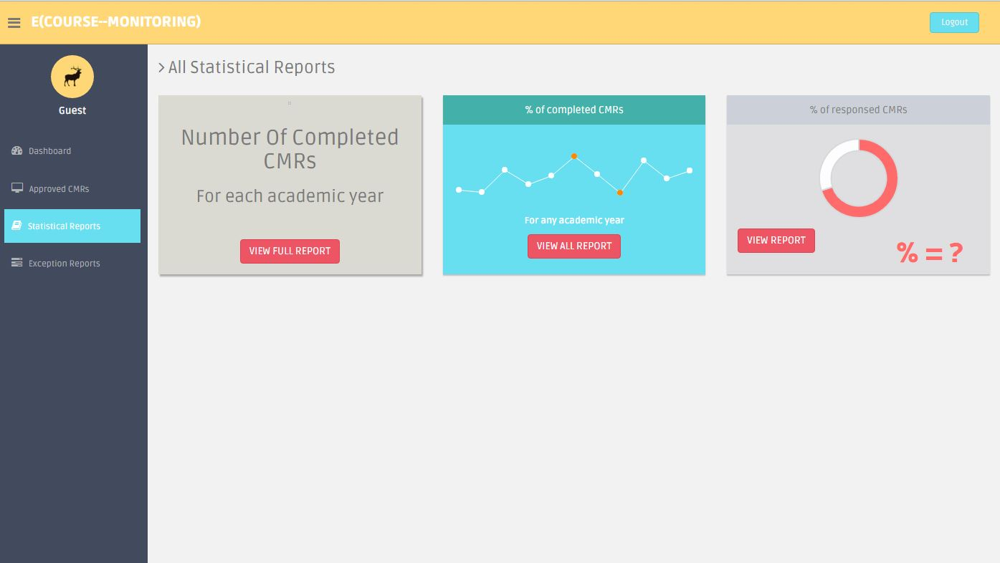 E(COURSE--MONITORING)
Logout
Guest
Dashboard
Approved CMRs
Statistical Reports
Exception Reports
All Statistical Reports
Number Of Completed
CMRs
For each academic year
VIEW FULL REPORT
% of completed CMRs
For any academic year
VIEW ALL REPORT
% of responsed CMRs
VIEW REPORT
% = ?